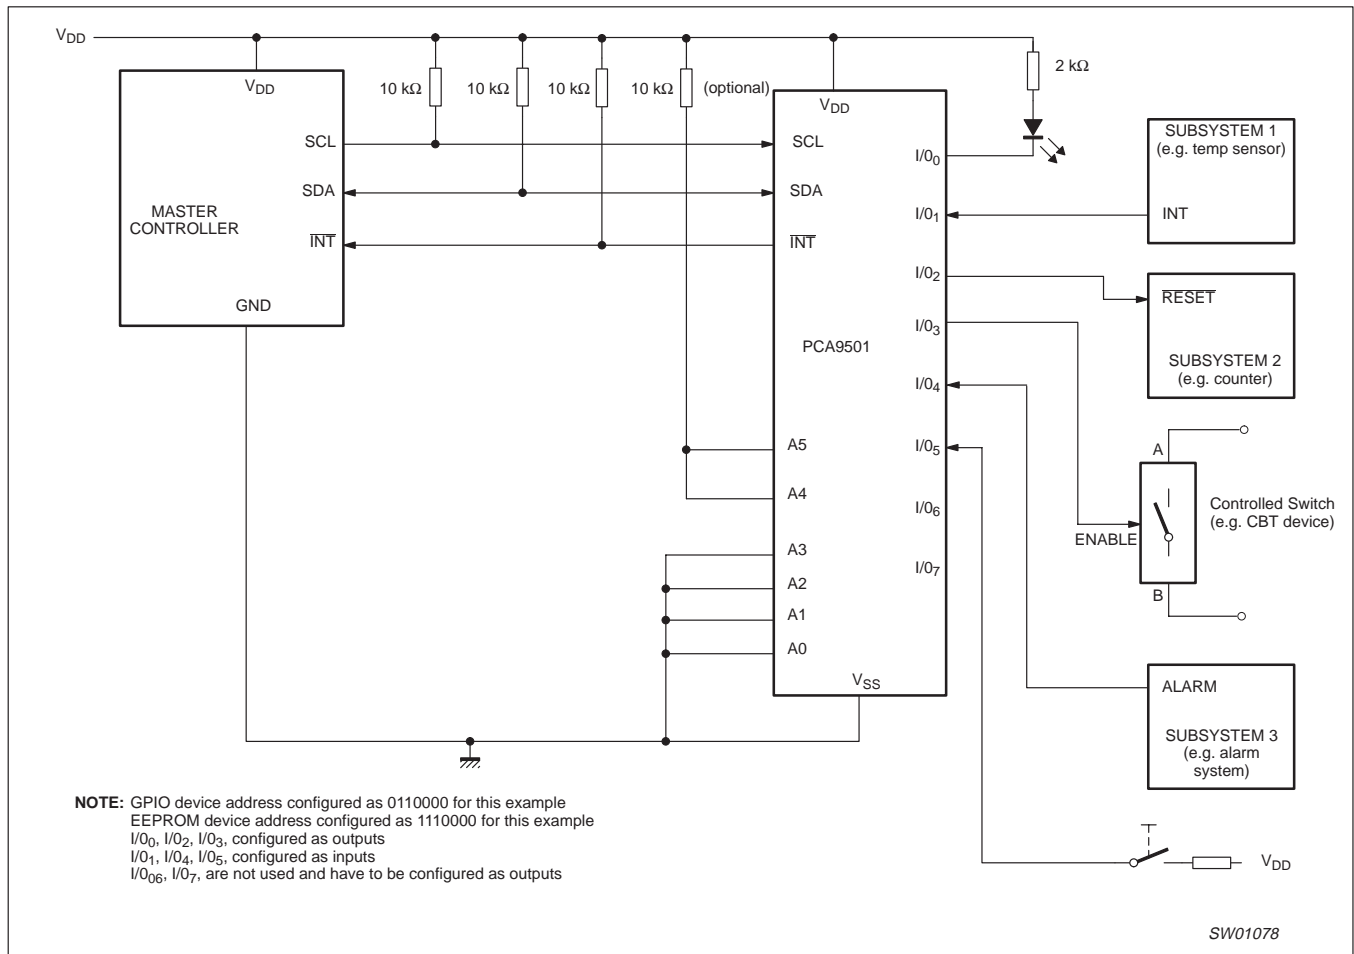 VDD
VDD
10 kΩ
10 kΩ
10 kΩ
10 kΩ
(optional)
2 kΩ
MASTER
CONTROLLER
SCL
SDA
INT
GND
VDD
SCL
SDA
INT
PCA9501
A5
A4
A3
A2
A1
A0
VSS
I/00
I/01
I/02
I/03
I/04
I/05
I/06
I/07
SUBSYSTEM 1
(e.g. temp sensor)
INT
RESET
SUBSYSTEM 2
(e.g. counter)
A
Controlled Switch
(e.g. CBT device)
ENABLE
B
ALARM
SUBSYSTEM 3
(e.g. alarm
system)
VDD
NOTE: GPIO device address configured as 0110000 for this example
EEPROM device address configured as 1110000 for this example
I/00, I/02, I/03, configured as outputs
I/01, I/04, I/05, configured as inputs
I/006, I/07, are not used and have to be configured as outputs
SW01078